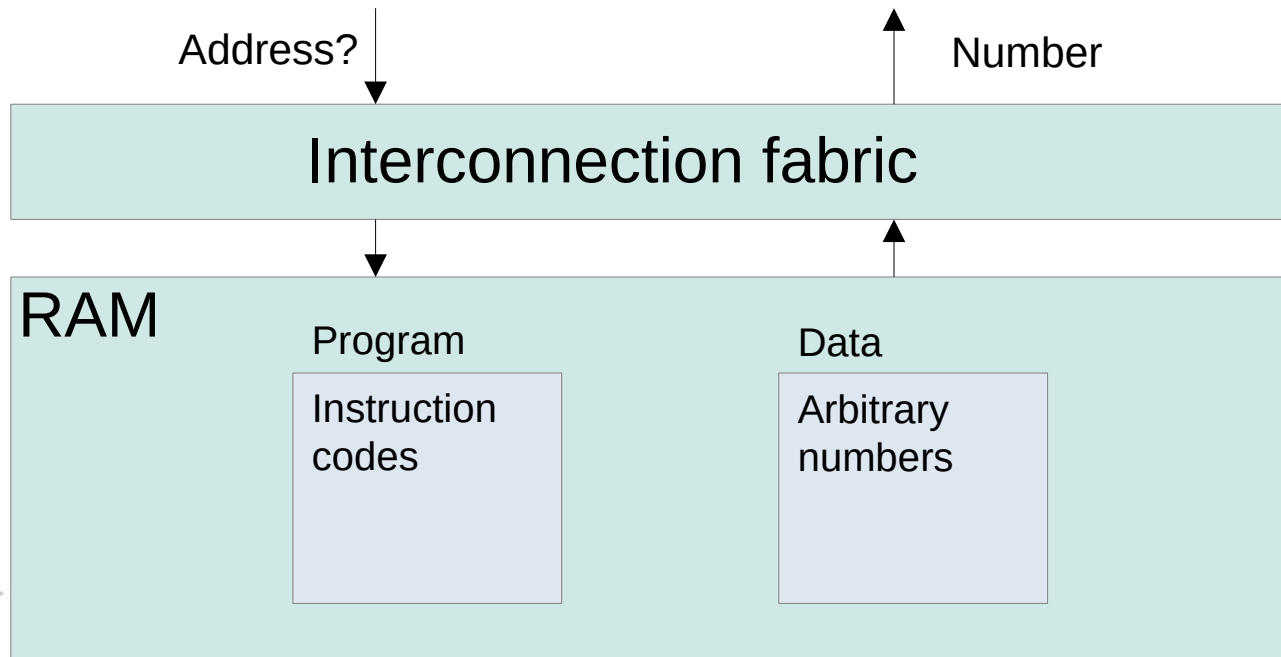 Address?
Number
Interconnection fabric
RAM
Program
Data
Instruction
codes
Arbitrary
numbers